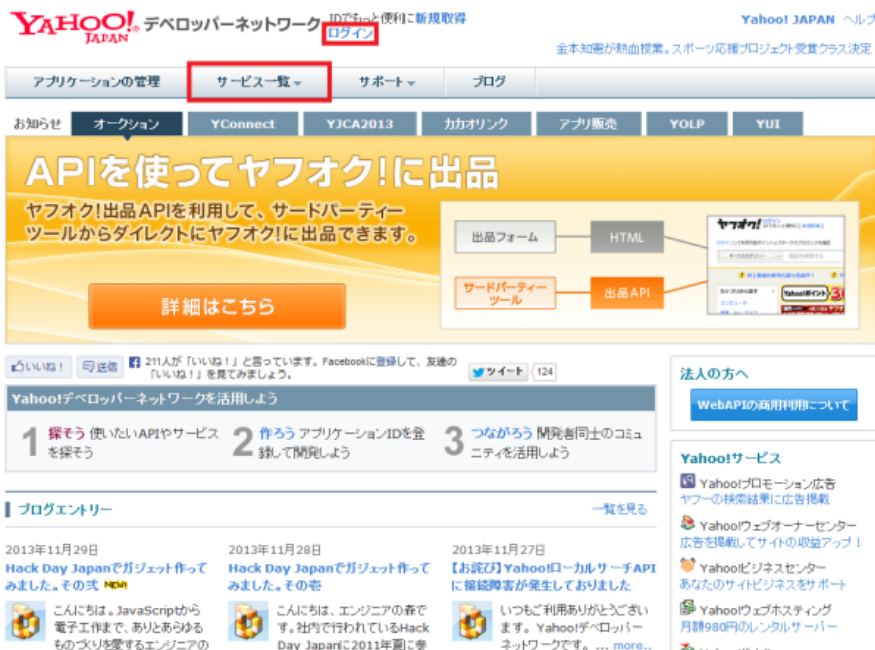 YAHOO! JAPAN デベロッパーネットワーク
IDでもっと便利に新規取得
ログイン
Yahoo! JAPAN ヘルプ
金本知憲が熱血授業。スポーツ応援プロジェクト受賞クラス決定
アプリケーションの管理 サービス一覧 サポート ブログ
お知らせ オークション YConnect YJCA2013 カカオリンク アプリ販売 YOLP YUI
APIを使ってヤフオク!に出品
ヤフオク!出品APIを利用して、サードパーティー
ツールからダイレクトにヤフオク!に出品できます。
出品フォーム HTML
サードパーティー
ツール
出品API
ヤフオク!
Yahoo!ポイント
詳細はこちら
いいね! 送信 211人が「いいね!」と言っています。Facebookに登録して、友達の
「いいね!」を見てみましょう。
ツイート 124
Yahoo!デベロッパーネットワークを活用しよう
1 探そう 使いたいAPIやサービス
を探そう
2 作ろう アプリケーションIDを登
録して開発しよう
3 つながろう 開発者同士のコミュ
ニティを活用しよう
法人の方へ
WebAPIの商用利用について
ブログエントリー 一覧を見る
2013年11月29日
Hack Day Japanでガジェット作って
みました。その弐 NEW!
こんにちは。JavaScriptから
電子工作まで、ありとあらゆる
ものづくりを愛するエンジニアの
2013年11月28日
Hack Day Japanでガジェット作って
みました。その壱
こんにちは、エンジニアの森で
す。社内で行われているHack
Day Japanに2011年夏に参
2013年11月27日
【お詫び】Yahoo!ローカルサーチAPI
に接続障害が発生しておりました
いつもご利用ありがとうござい
ます。Yahoo!デベロッパー
ネットワークです。 ... more..
Yahoo!サービス
Yahoo!プロモーション広告
ヤフーの検索結果に広告掲載
Yahoo!ウェブオーナーセンター
広告を掲載してサイトの収益アップ!
Yahoo!ビジネスセンター
あなたのサイトビジネスをサポート
Yahoo!ウェブホスティング
月額980円のレンタルサーバー